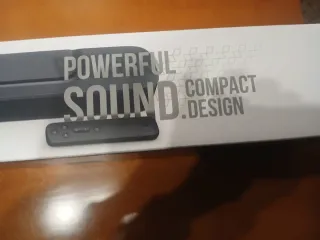 POWERFUL
SOUND.
COMPACT
DESIGN